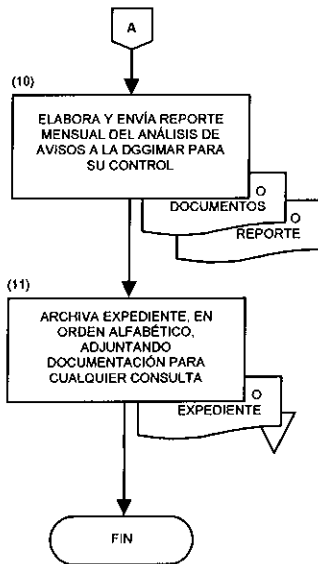 A
(10)
ELABORA Y ENVÍA REPORTE
MENSUAL DEL ANÁLISIS DE
AVISOS A LA DGGIMAR PARA
SU CONTROL
O
DOCUMENTOS
O
REPORTE
(11)
ARCHIVA EXPEDIENTE, EN
ORDEN ALFABÉTICO,
ADJUNTANDO
DOCUMENTACIÓN PARA
CUALQUIER CONSULTA
O
EXPEDIENTE
FIN